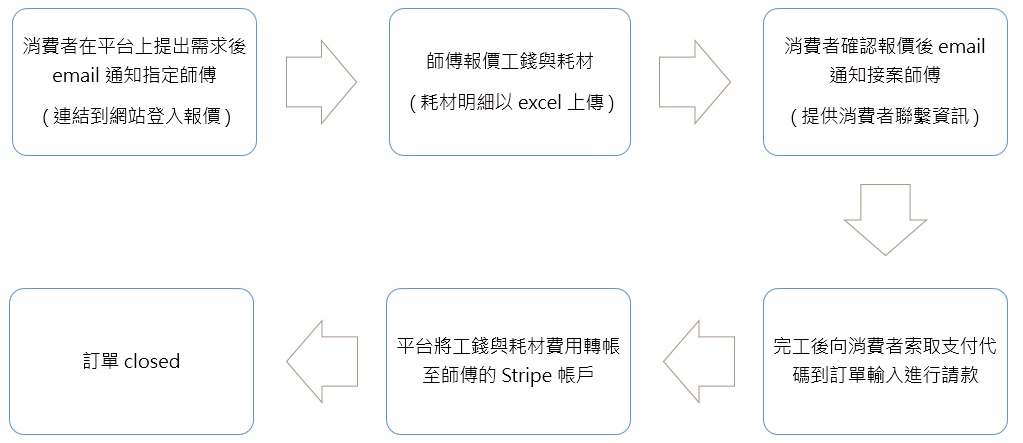 消費者在平台上提出需求後
email 通知指定師傅
( 連結到網站登入報價 )
師傅報價工錢與耗材
( 耗材明細以 excel 上傳 )
消費者確認報價後 email
通知接案師傅
( 提供消費者聯繫資訊 )
完工後向消費者索取支付代
碼到訂單輸入進行請款
平台將工錢與耗材費用轉帳
至師傅的 Stripe 帳戶
訂單 closed